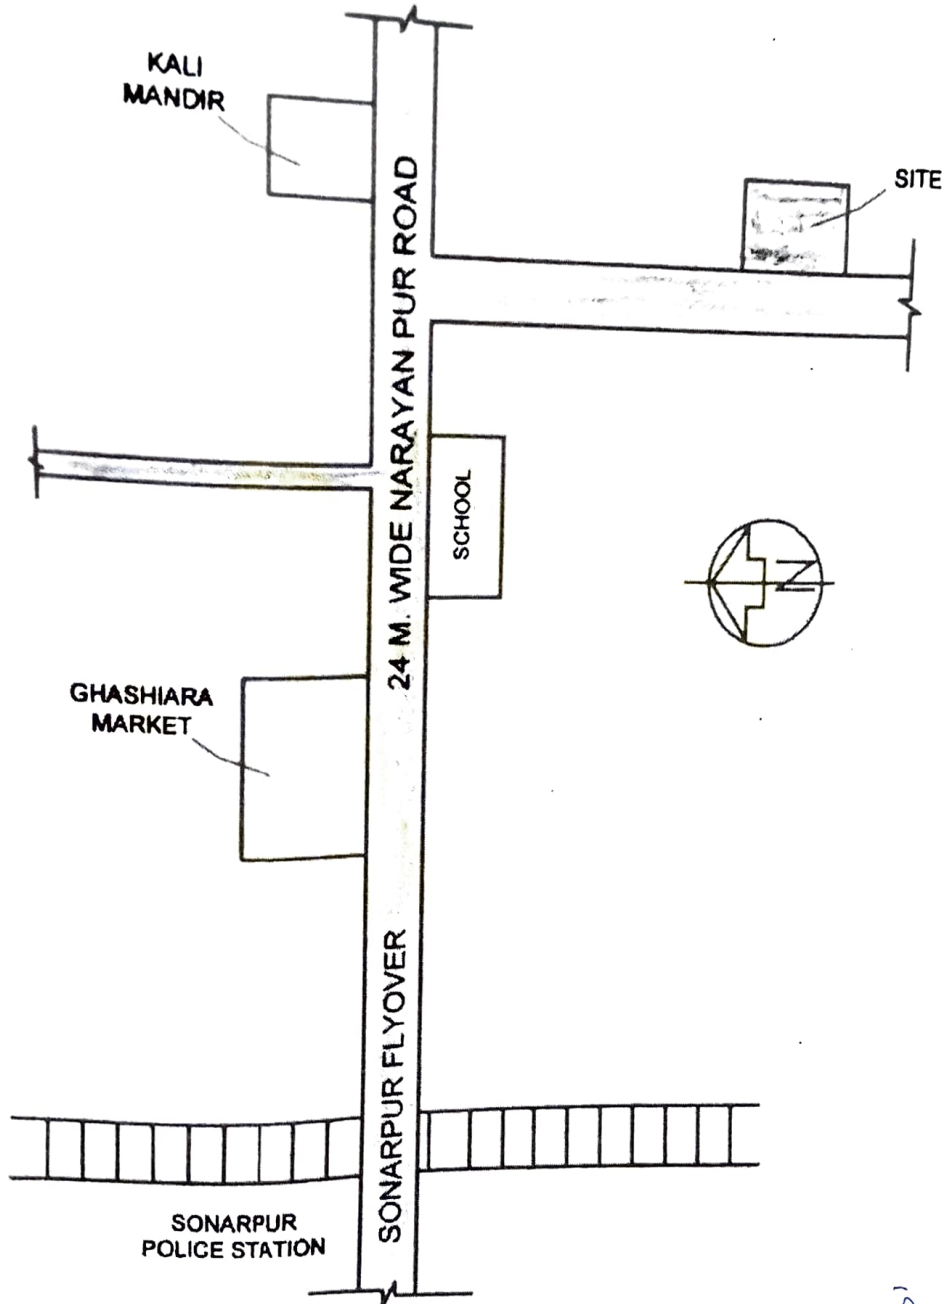 KALI
MANDIR
SITE
24 M. WIDE NARAYAN PUR ROAD
SCHOOL
N
GHASHIARA
MARKET
SONARPUR FLYOVER
SONARPUR
POLICE STATION